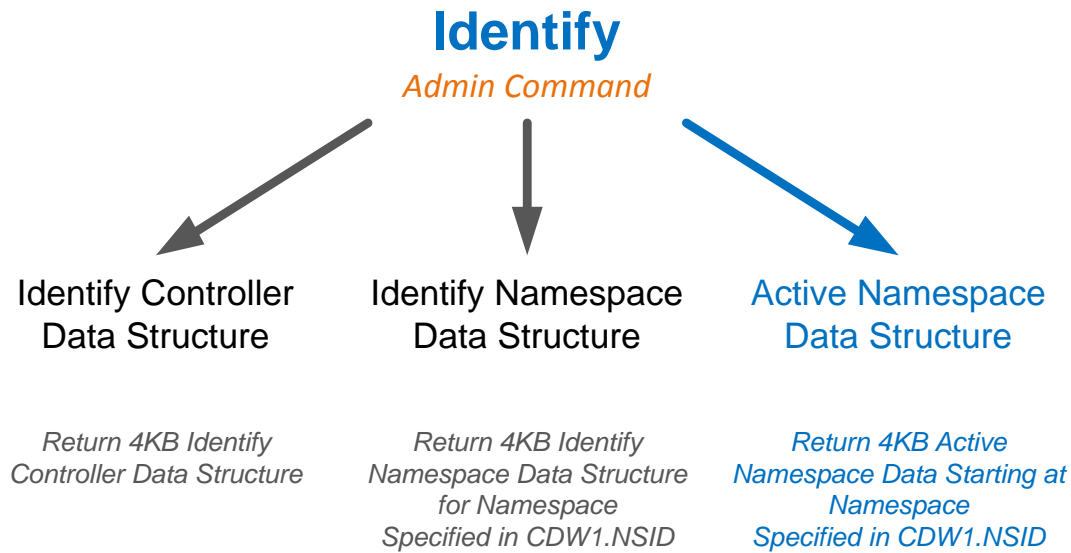 Identify
Admin Command
Identify Controller
Data Structure
Identify Namespace
Data Structure
Active Namespace
Data Structure
Return 4KB Identify
Controller Data Structure
Return 4KB Identify
Namespace Data Structure
for Namespace
Specified in CDW1.NSID
Return 4KB Active
Namespace Data Starting at
Namespace
Specified in CDW1.NSID